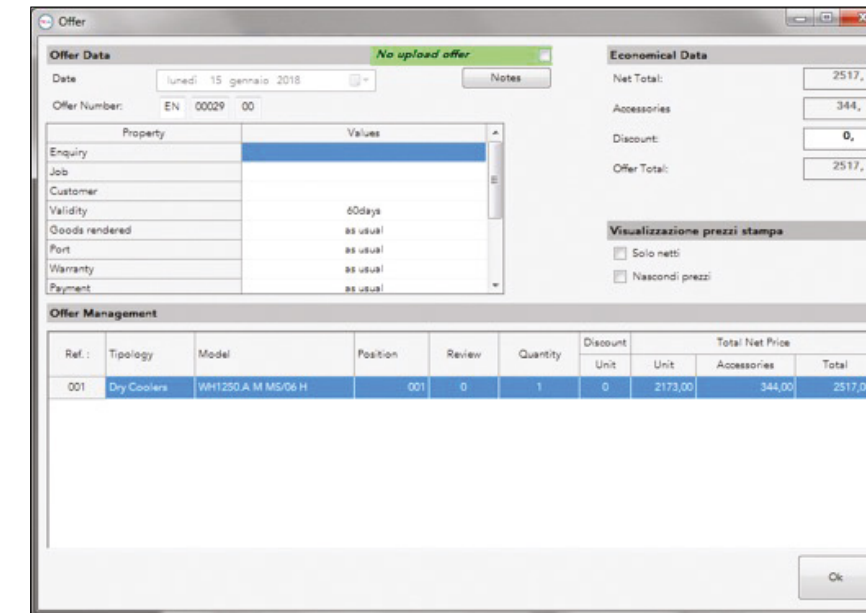 Offer
Offer Data
No upload offer
Date
lunedì 15 gennaio 2018
Notes
Offer Number:
EN 00029 00
Property Values
Enquiry
Job
Customer
Validity 60days
Goods rendered as usual
Port as usual
Warranty as usual
Payment as usual
Economical Data
Net Total: 2517,
Accessories 344,
Discount: 0,
Offer Total: 2517,
Visualizzazione prezzi stampa
Solo netti
Nascondi prezzi
Offer Management
Ref. : Tipology Model Position Review Quantity Discount Total Net Price
Unit Unit Accessories Total
001 Dry Coolers WH1250.A M MS/06 H 001 0 1 0 2173,00 344,00 2517,0
Ok